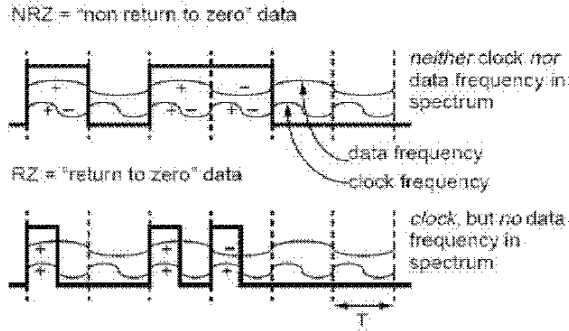 NRZ = "non return to zero" data
neither clock nor
data frequency in
spectrum
+ + -
+ - + - + -
data frequency
clock frequency
RZ = "return to zero" data
clock, but no data
frequency in
spectrum
+ + -
+ + +
T